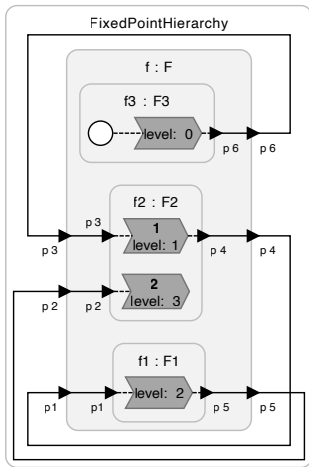 FixedPointHierarchy
f : F
f3 : F3
level: 0
p 6 p 6
f2 : F2
p 3 1
level: 1
p 3 p 4 p 4
2
level: 3
p 2 p 2
f1 : F1
level: 2
p1 p1 p 5 p 5